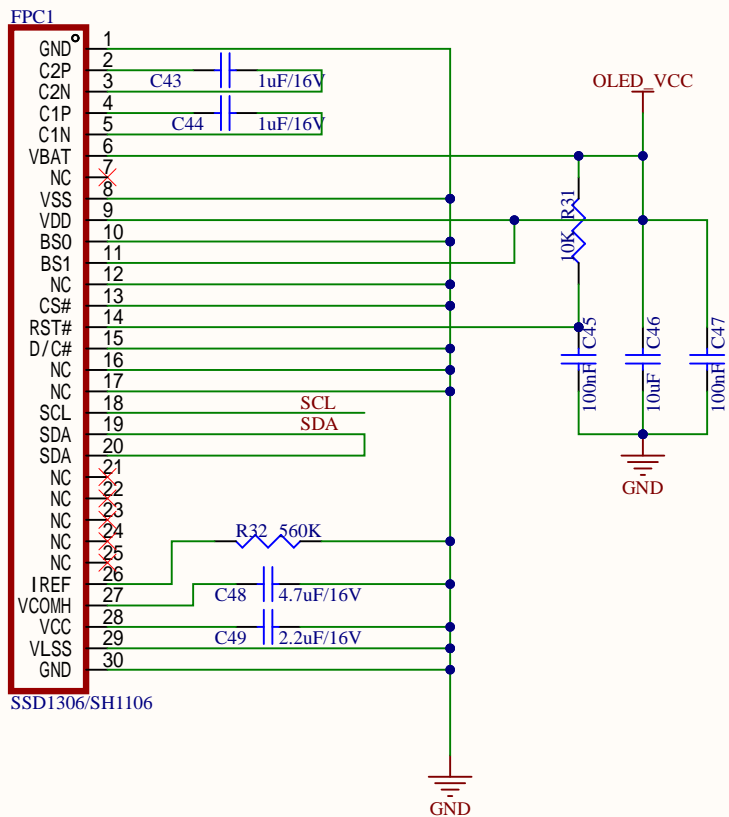 FPC1
GND 1
C2P 2
C2N 3
C1P 4
C1N 5
VBAT 6
NC 7
VSS 8
VDD 9
BS0 10
BS1 11
NC 12
CS# 13
RST# 14
D/C# 15
NC 16
NC 17
SCL 18
SDA 19
SDA 20
NC 21
NC 22
NC 23
NC 24
NC 25
IREF 26
VCOMH 27
VCC 28
VLSS 29
GND 30
SSD1306/SH1106
C43 1uF/16V
C44 1uF/16V
SCL
SDA
R32 560K
C48 4.7uF/16V
C49 2.2uF/16V
GND
OLED_VCC
10K R31
100nF C45
10uF C46
100nF C47
GND